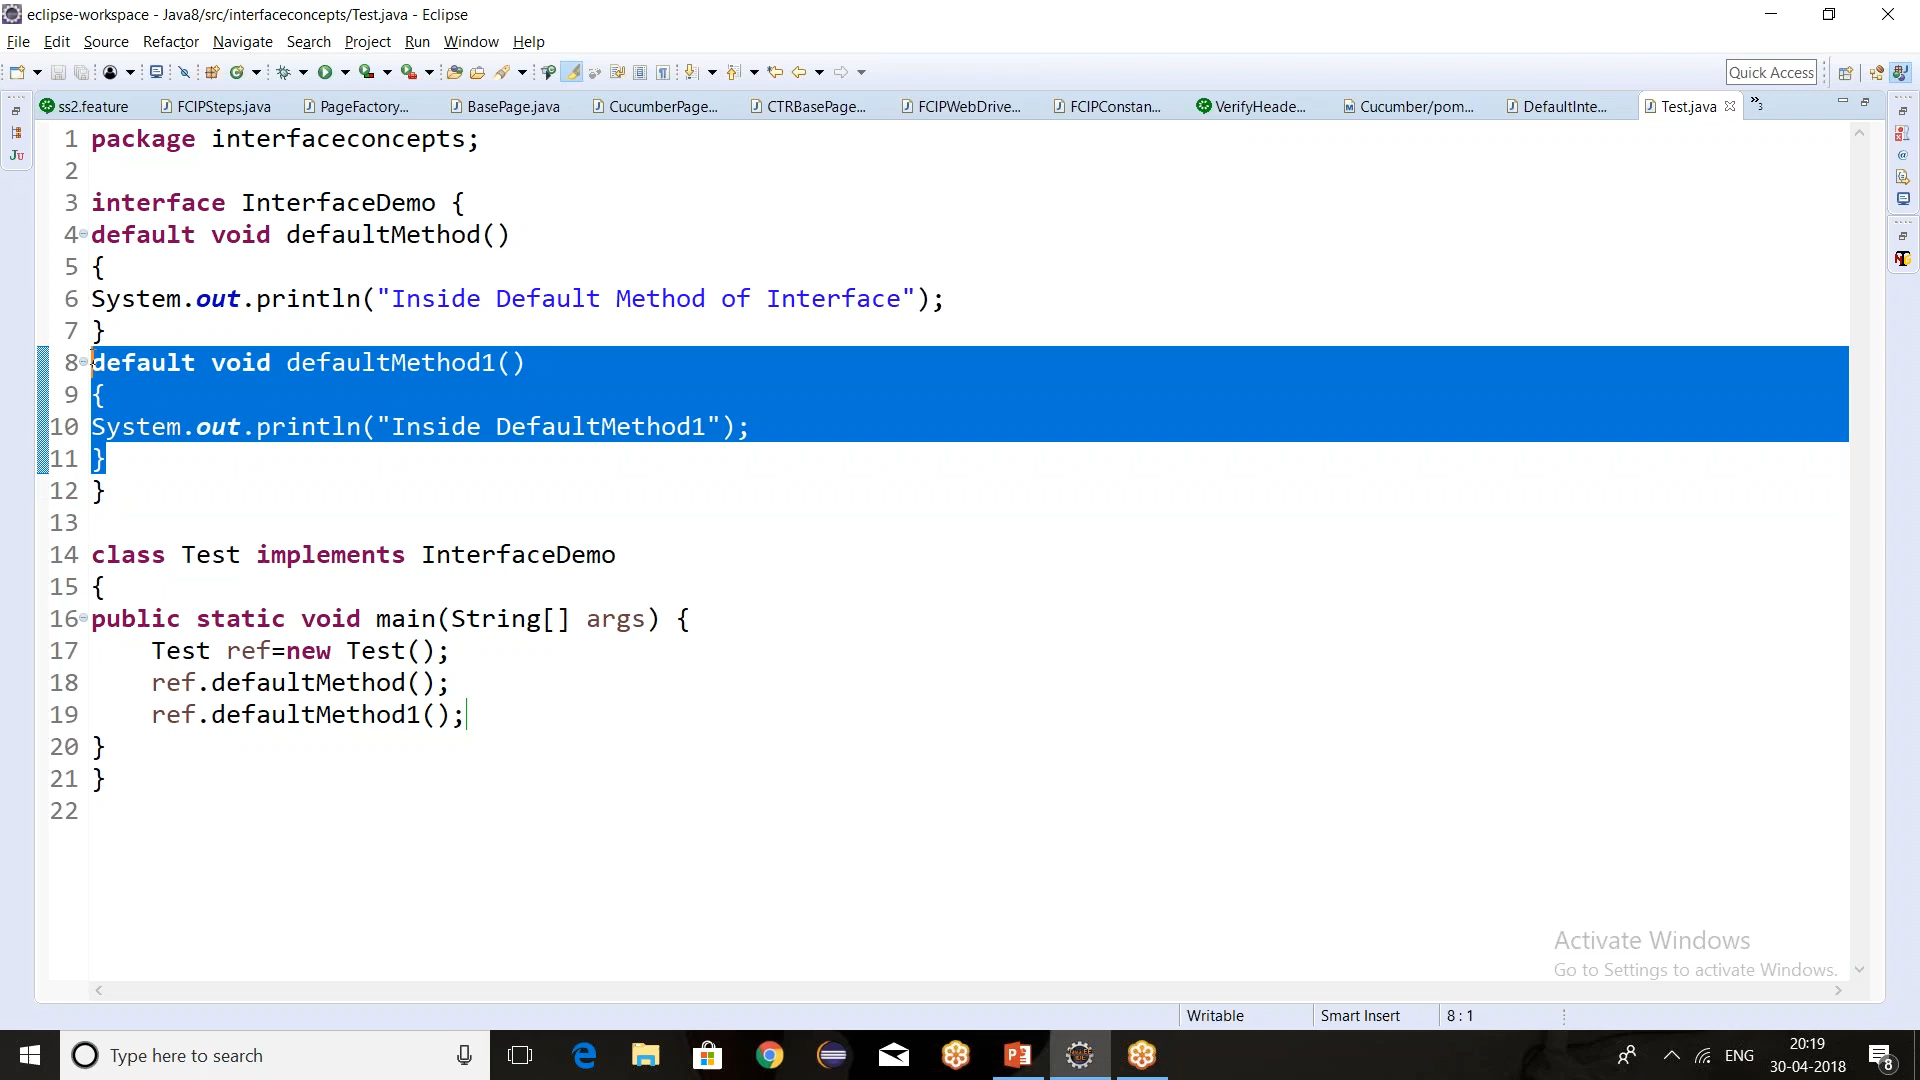 eclipse-workspace - Java8/src/interfaceconcepts/Test.java - Eclipse
File Edit Source Refactor Navigate Search Project Run Window Help
Quick Access
ss2.feature FCIPSteps.java PageFactory... BasePage.java CucumberPage... CTRBasePage... FCIPWebDrive... FCIPConstan... VerifyHeade... Cucumber/pom... DefaultInte... Test.java »3
1 package interfaceconcepts;
2
3 interface InterfaceDemo {
4 default void defaultMethod()
5 {
6 System.out.println("Inside Default Method of Interface");
7 }
8 default void defaultMethod1()
9 {
10 System.out.println("Inside DefaultMethod1");
11 }
12 }
13
14 class Test implements InterfaceDemo
15 {
16 public static void main(String[] args) {
17 Test ref=new Test();
18 ref.defaultMethod();
19 ref.defaultMethod1();
20 }
21 }
22
Activate Windows
Go to Settings to activate Windows.
Writable Smart Insert 8 : 1
Type here to search
ENG
20:19
30-04-2018
8